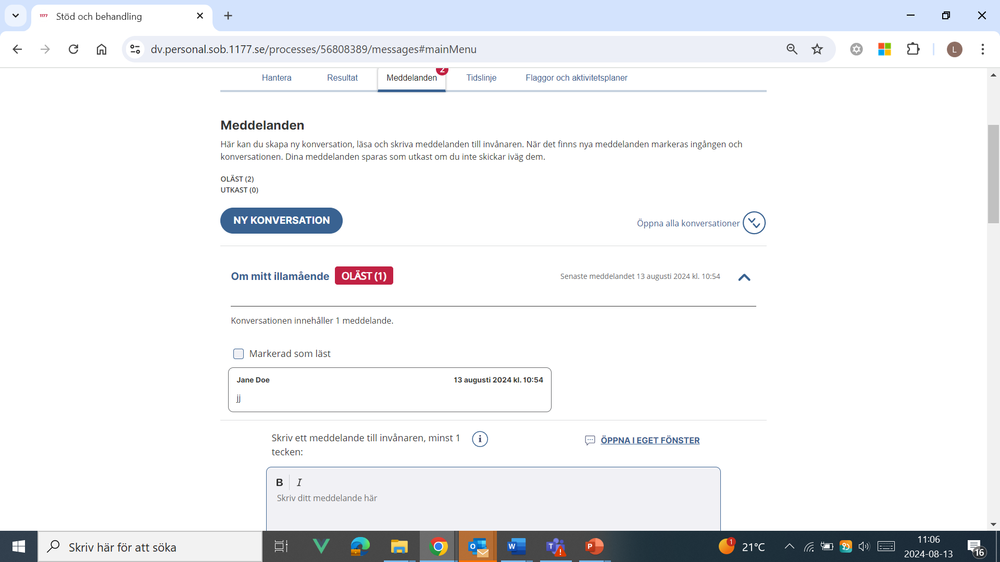 1177 Stöd och behandling
dv.personal.sob.1177.se/processes/56808389/messages#mainMenu
L
2
Hantera Resultat Meddelanden Tidslinje Flaggor och aktivitetsplaner
Meddelanden
Här kan du skapa ny konversation, läsa och skriva meddelanden till invånaren. När det finns nya meddelanden markeras ingången och
konversationen. Dina meddelanden sparas som utkast om du inte skickar iväg dem.
OLÄST (2)
UTKAST (0)
NY KONVERSATION
Öppna alla konversationer
Om mitt illamående OLÄST (1) Senaste meddelandet 13 augusti 2024 kl. 10:54
Konversationen innehåller 1 meddelande.
Markerad som läst
Jane Doe 13 augusti 2024 kl. 10:54
jj
Skriv ett meddelande till invånaren, minst 1
tecken:
i
ÖPPNA I EGET FÖNSTER
B I
Skriv ditt meddelande här
Skriv här för att söka
1 21°C
11:06
2024-08-13
16